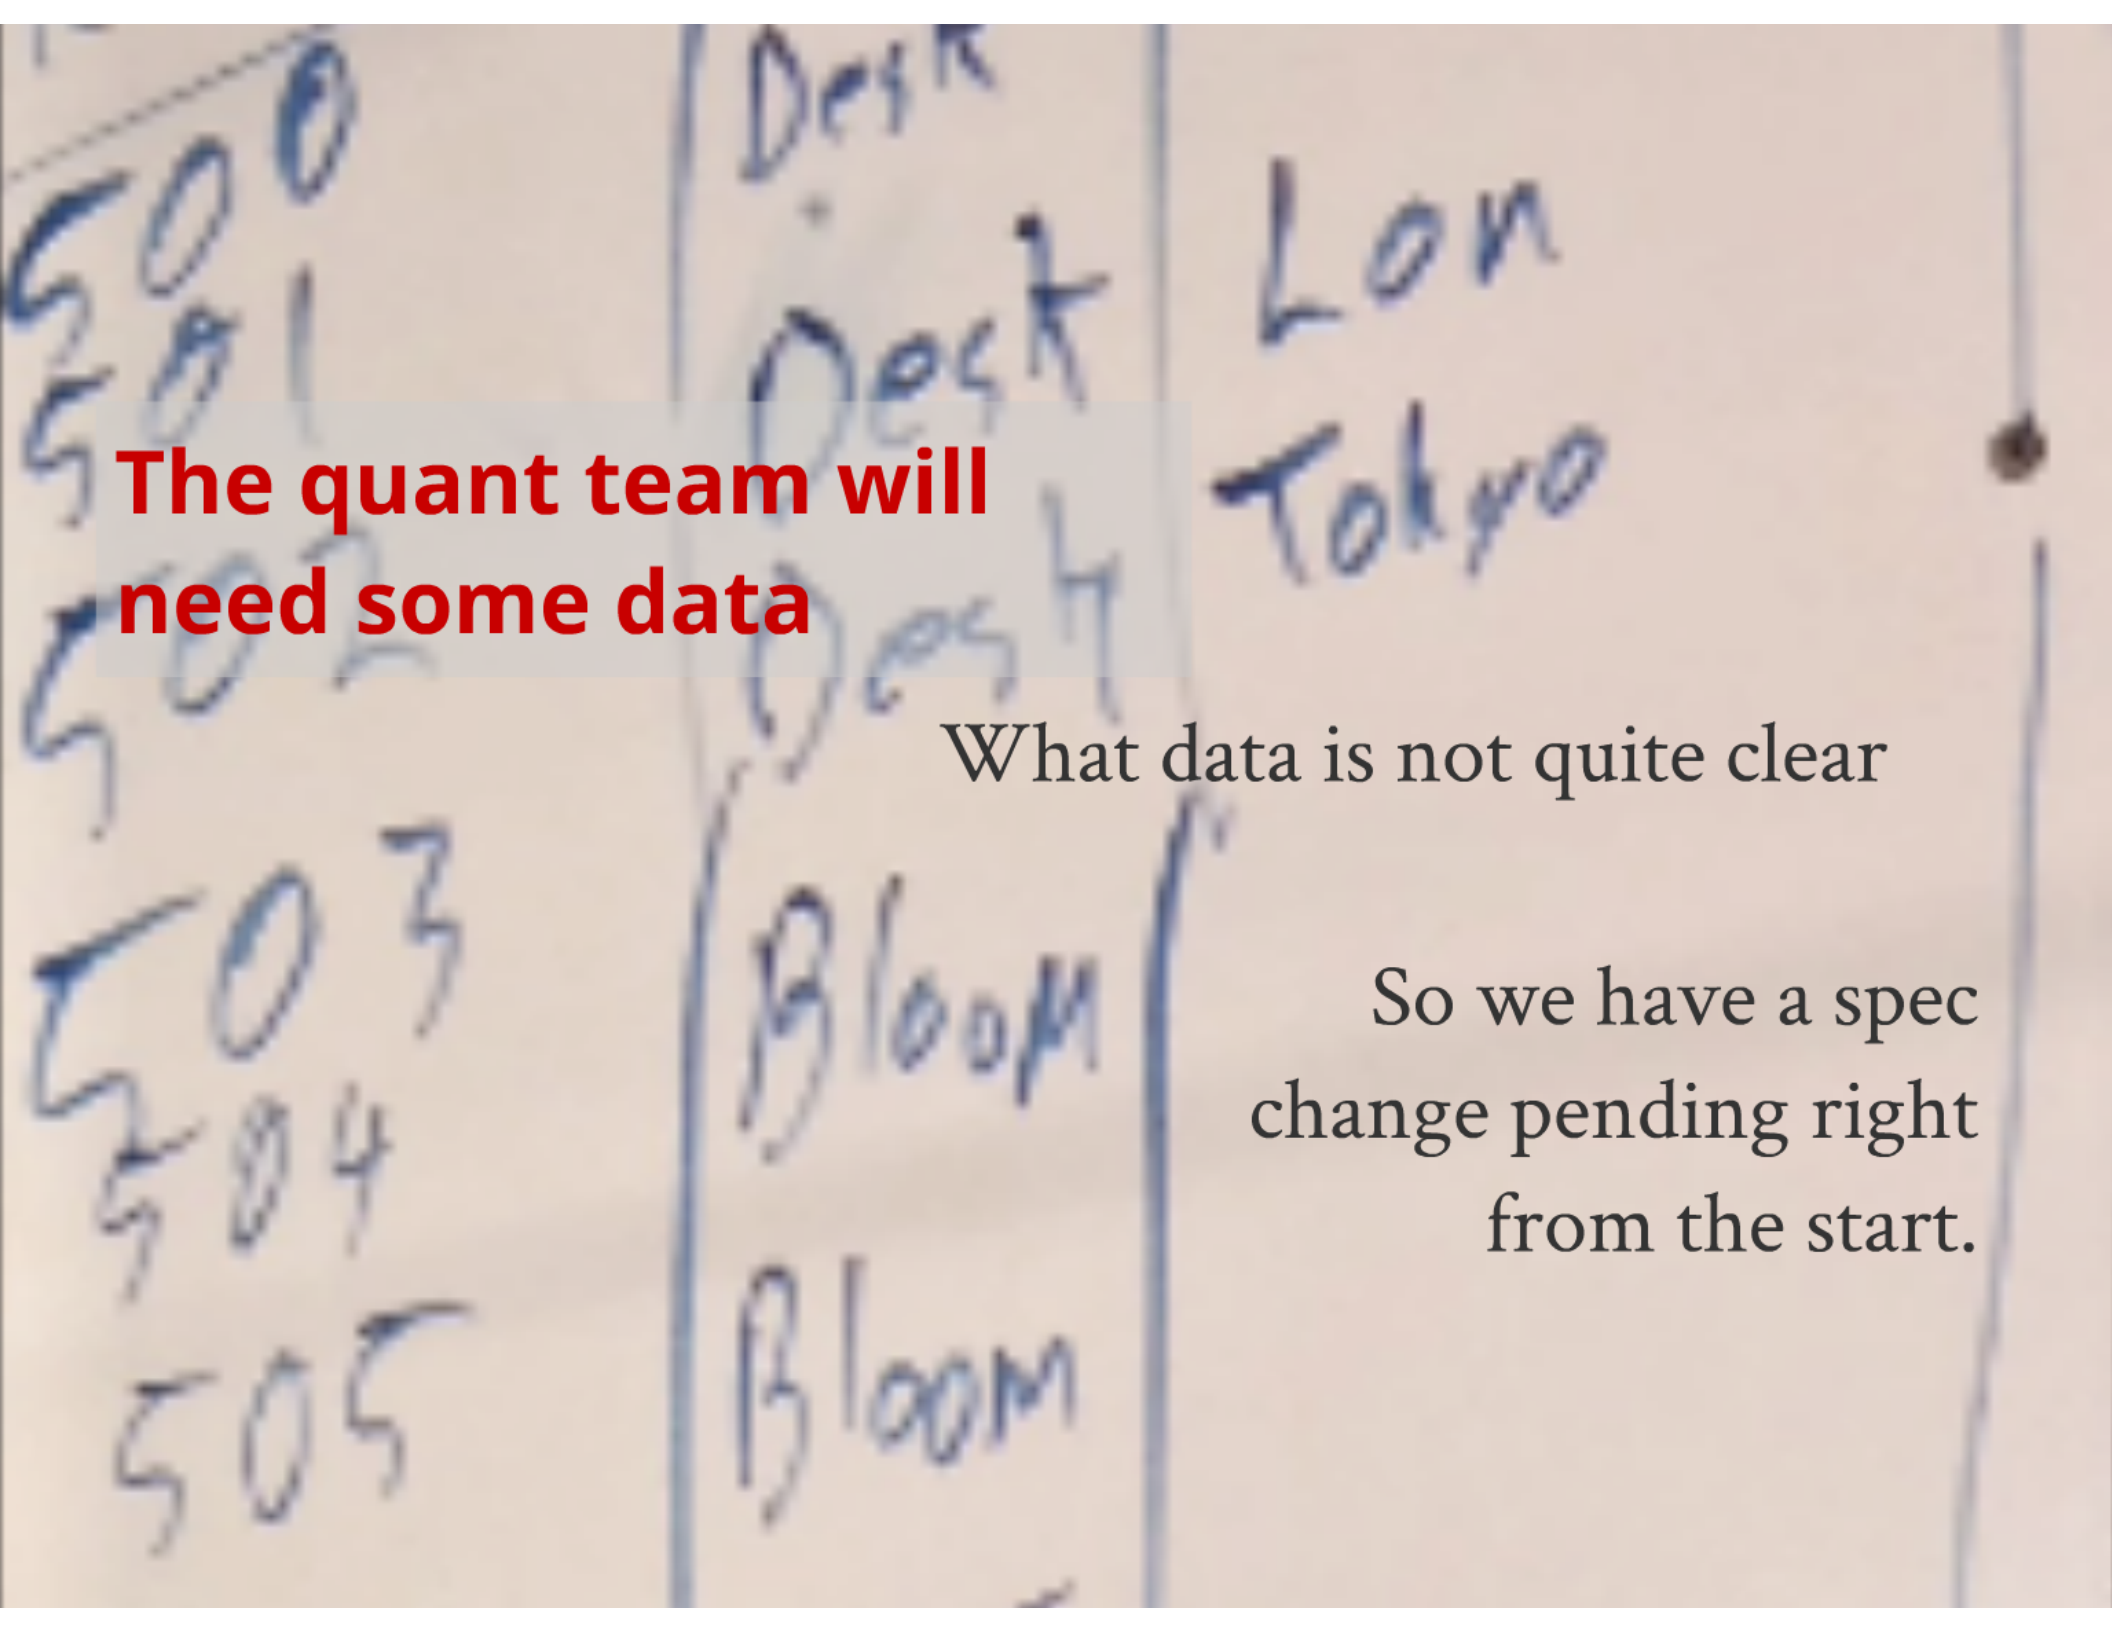 Desk
500
Desk
Lon
501
Tokyo
The quant team will
need some data
502
Desk
What data is not quite clear
503
Bloom
So we have a spec
change pending right
504
from the start.
505
Bloom